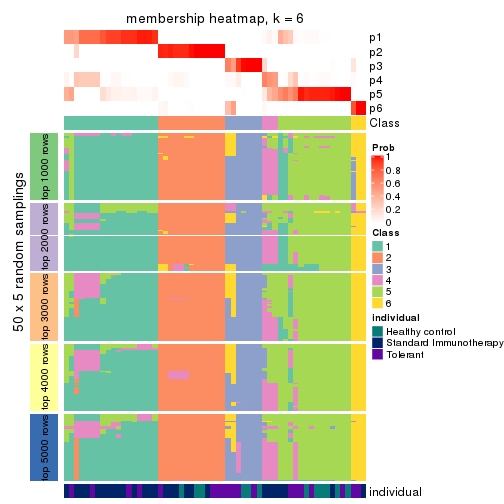 membership heatmap, k = 6
p1
p2
p3
p4
p5
p6
Class
50 x 5 random samplings
top 1000 rows
top 2000 rows
top 3000 rows
top 4000 rows
top 5000 rows
individual
Prob
1
0.8
0.6
0.4
0.2
0
Class
1
2
3
4
5
6
individual
Healthy control
Standard Immunotherapy
Tolerant